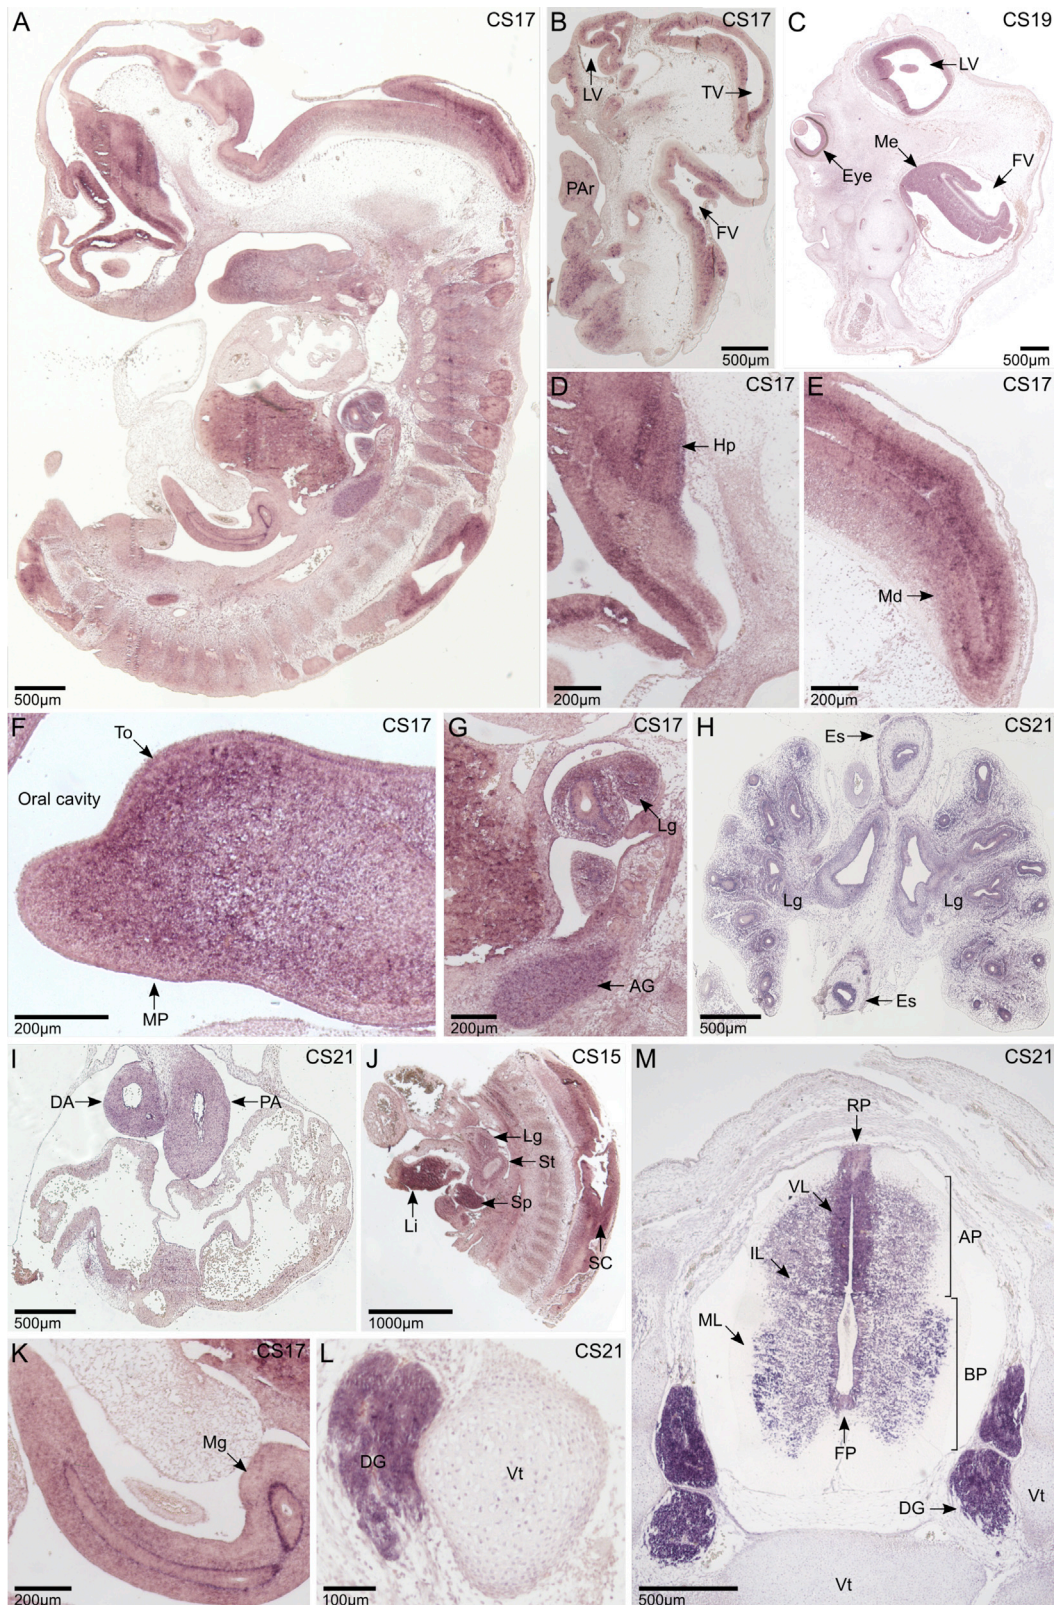 A
CS17
500μm
B
CS17
LV
TV
PAr
FV
500μm
C
CS19
LV
Me
FV
Eye
500μm
D
CS17
Hp
200μm
E
CS17
Md
200μm
F
CS17
To
Oral cavity
MP
200μm
G
CS17
Lg
AG
200μm
H
CS21
Es
Lg
Lg
Es
500μm
I
CS21
DA
PA
500μm
J
CS15
Lg
St
Sp
Li
SC
1000μm
K
CS17
Mg
200μm
L
CS21
DG
Vt
100μm
M
CS21
RP
VL
AP
IL
ML
BP
FP
DG
Vt
Vt
500μm